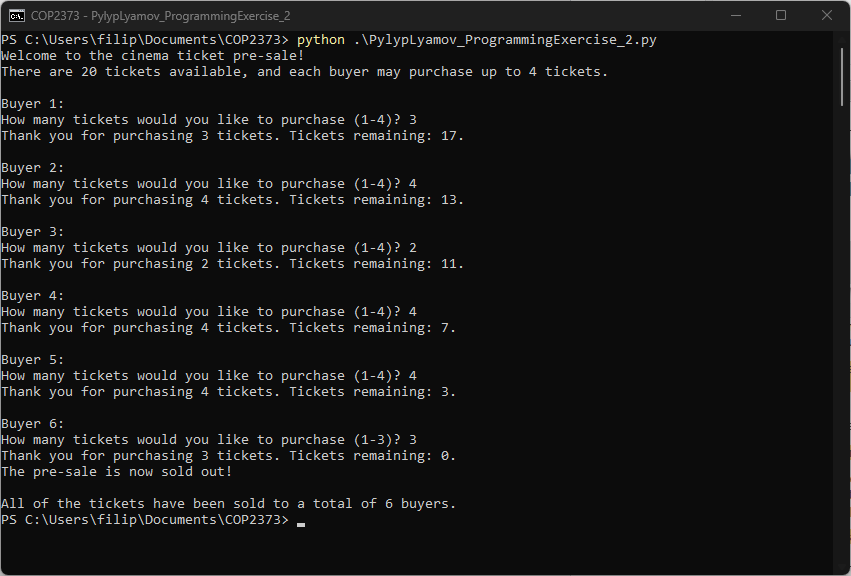 COP2373 - PylypLyamov_ProgrammingExercise_2
PS C:\Users\filip\Documents\COP2373> python .\PylypLyamov_ProgrammingExercise_2.py
Welcome to the cinema ticket pre-sale!
There are 20 tickets available, and each buyer may purchase up to 4 tickets.
Buyer 1:
How many tickets would you like to purchase (1-4)? 3
Thank you for purchasing 3 tickets. Tickets remaining: 17.
Buyer 2:
How many tickets would you like to purchase (1-4)? 4
Thank you for purchasing 4 tickets. Tickets remaining: 13.
Buyer 3:
How many tickets would you like to purchase (1-4)? 2
Thank you for purchasing 2 tickets. Tickets remaining: 11.
Buyer 4:
How many tickets would you like to purchase (1-4)? 4
Thank you for purchasing 4 tickets. Tickets remaining: 7.
Buyer 5:
How many tickets would you like to purchase (1-4)? 4
Thank you for purchasing 4 tickets. Tickets remaining: 3.
Buyer 6:
How many tickets would you like to purchase (1-3)? 3
Thank you for purchasing 3 tickets. Tickets remaining: 0.
The pre-sale is now sold out!
All of the tickets have been sold to a total of 6 buyers.
PS C:\Users\filip\Documents\COP2373>